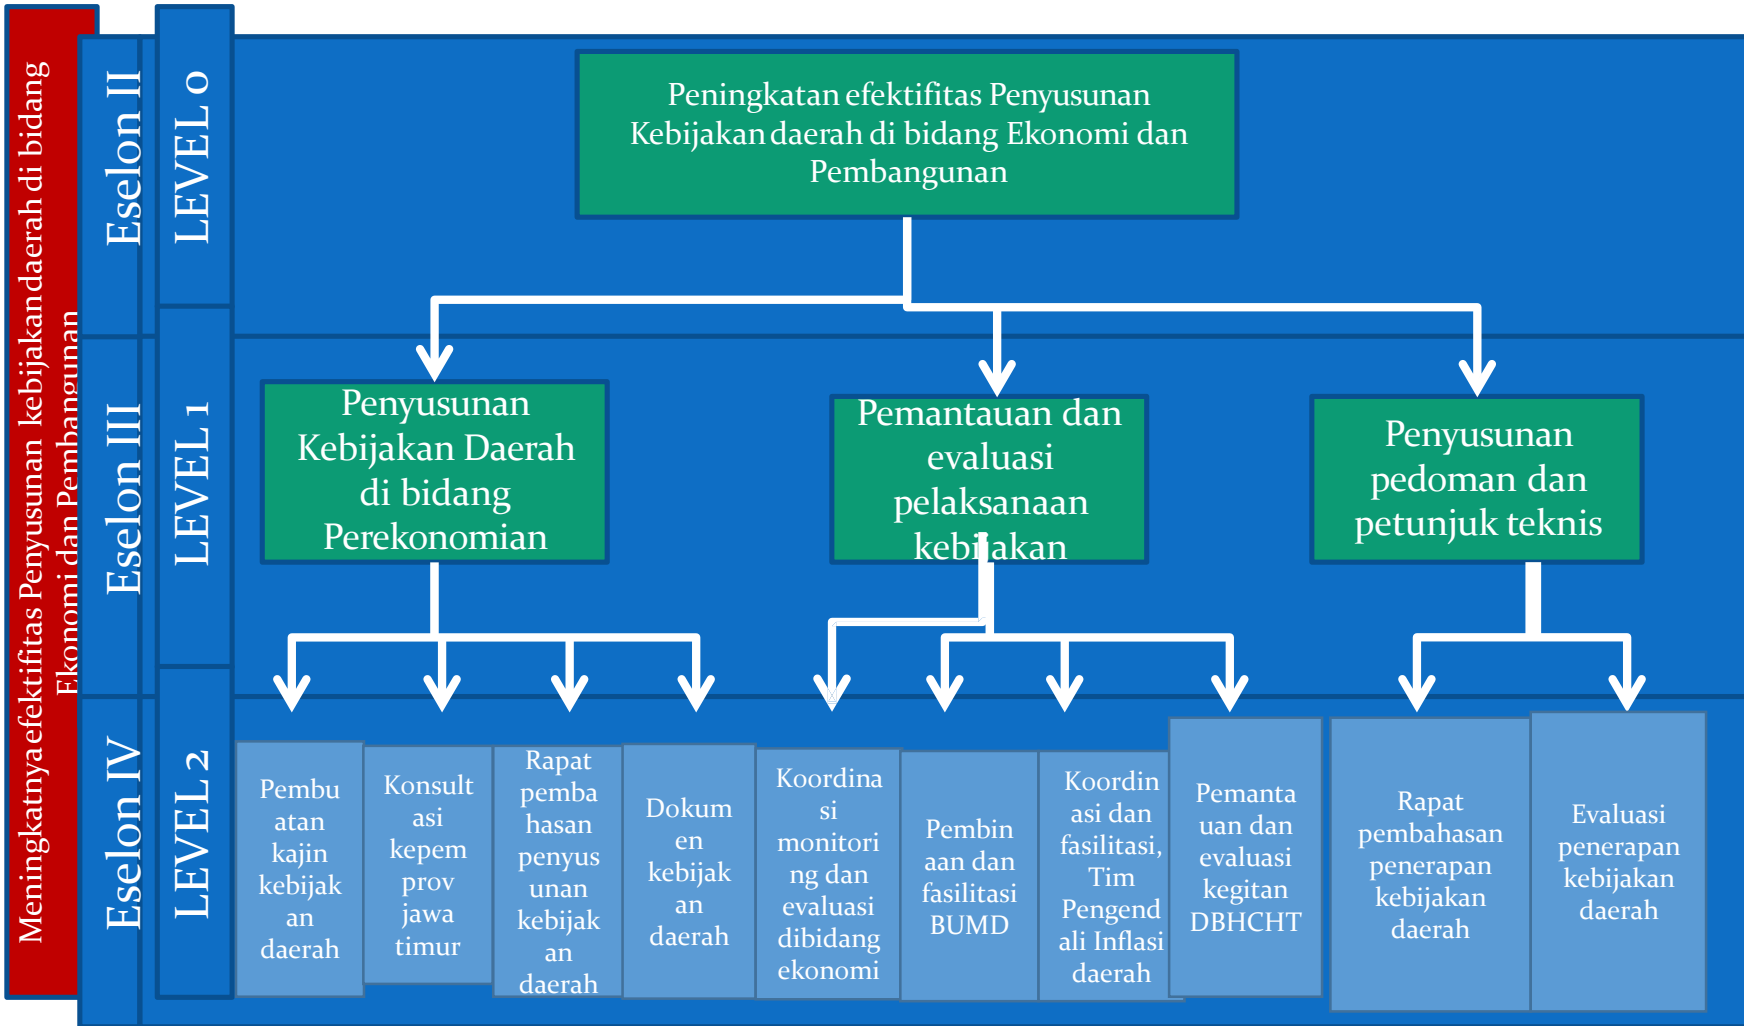 Meningkatnya efektifitas Penyusunan kebijakandaerah di bidang
Ekonomi dan Pembangunan
Eselon II
LEVEL 0
Peningkatan efektifitas Penyusunan
Kebijakan daerah di bidang Ekonomi dan
Pembangunan
Eselon III
LEVEL 1
Penyusunan
Kebijakan Daerah
di bidang
Perekonomian
Pemantauan dan
evaluasi
pelaksanaan
kebijakan
Penyusunan
pedoman dan
petunjuk teknis
Eselon IV
LEVEL 2
Pembu
atan
kajin
kebijak
an
daerah
Konsult
asi
kepem
prov
jawa
timur
Rapat
pemba
hasan
penyus
unan
kebijak
an
daerah
Dokum
en
kebijak
an
daerah
Koordina
si
monitori
ng dan
evaluasi
dibidang
ekonomi
Pembin
aan dan
fasilitasi
BUMD
Koordin
asi dan
fasilitasi,
Tim
Pengend
ali Inflasi
daerah
Pemanta
uan dan
evaluasi
kegitan
DBHCHT
Rapat
pembahasan
penerapan
kebijakan
daerah
Evaluasi
penerapan
kebijakan
daerah